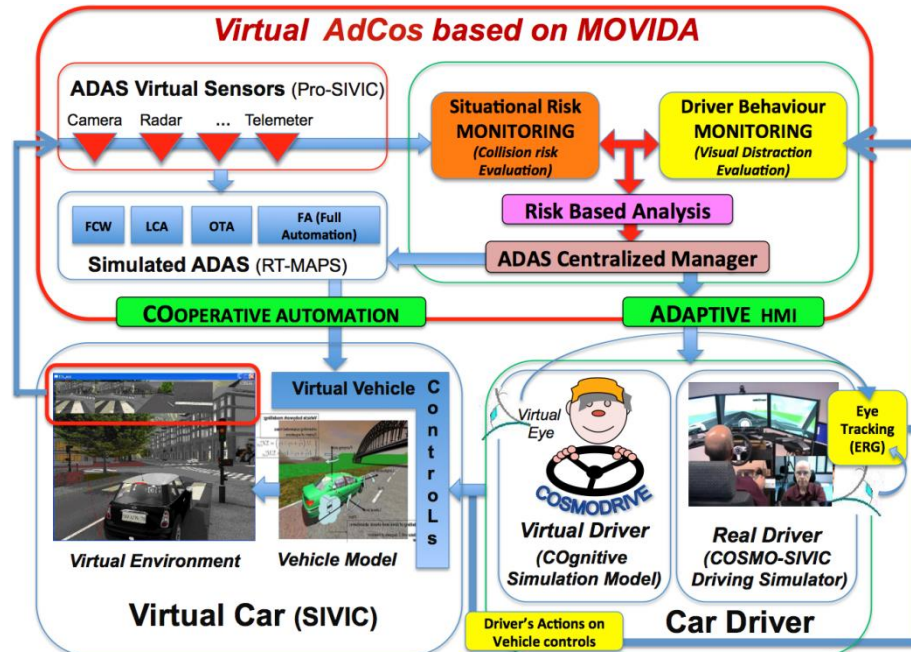 Virtual AdCos based on MOVIDA
ADAS Virtual Sensors (Pro-SIVIC)
Camera Radar ... Telemeter
Situational Risk
MONITORING
(Collision risk
Evaluation)
Driver Behaviour
MONITORING
(Visual Distraction
Evaluation)
Risk Based Analysis
ADAS Centralized Manager
FCW
LCA
OTA
FA (Full
Automation)
Simulated ADAS (RT-MAPS)
COOPERATIVE AUTOMATION
ADAPTIVE HMI
Virtual Vehicle
ControLs
Virtual Environment
Vehicle Model
Virtual Car (SIVIC)
Virtual
Eye
COSMODRIVE
Virtual Driver
(COgnitive
Simulation Model)
Real Driver
(COSMO-SIVIC
Driving Simulator)
Eye
Tracking
(ERG)
Driver's Actions on
Vehicle controls
Car Driver